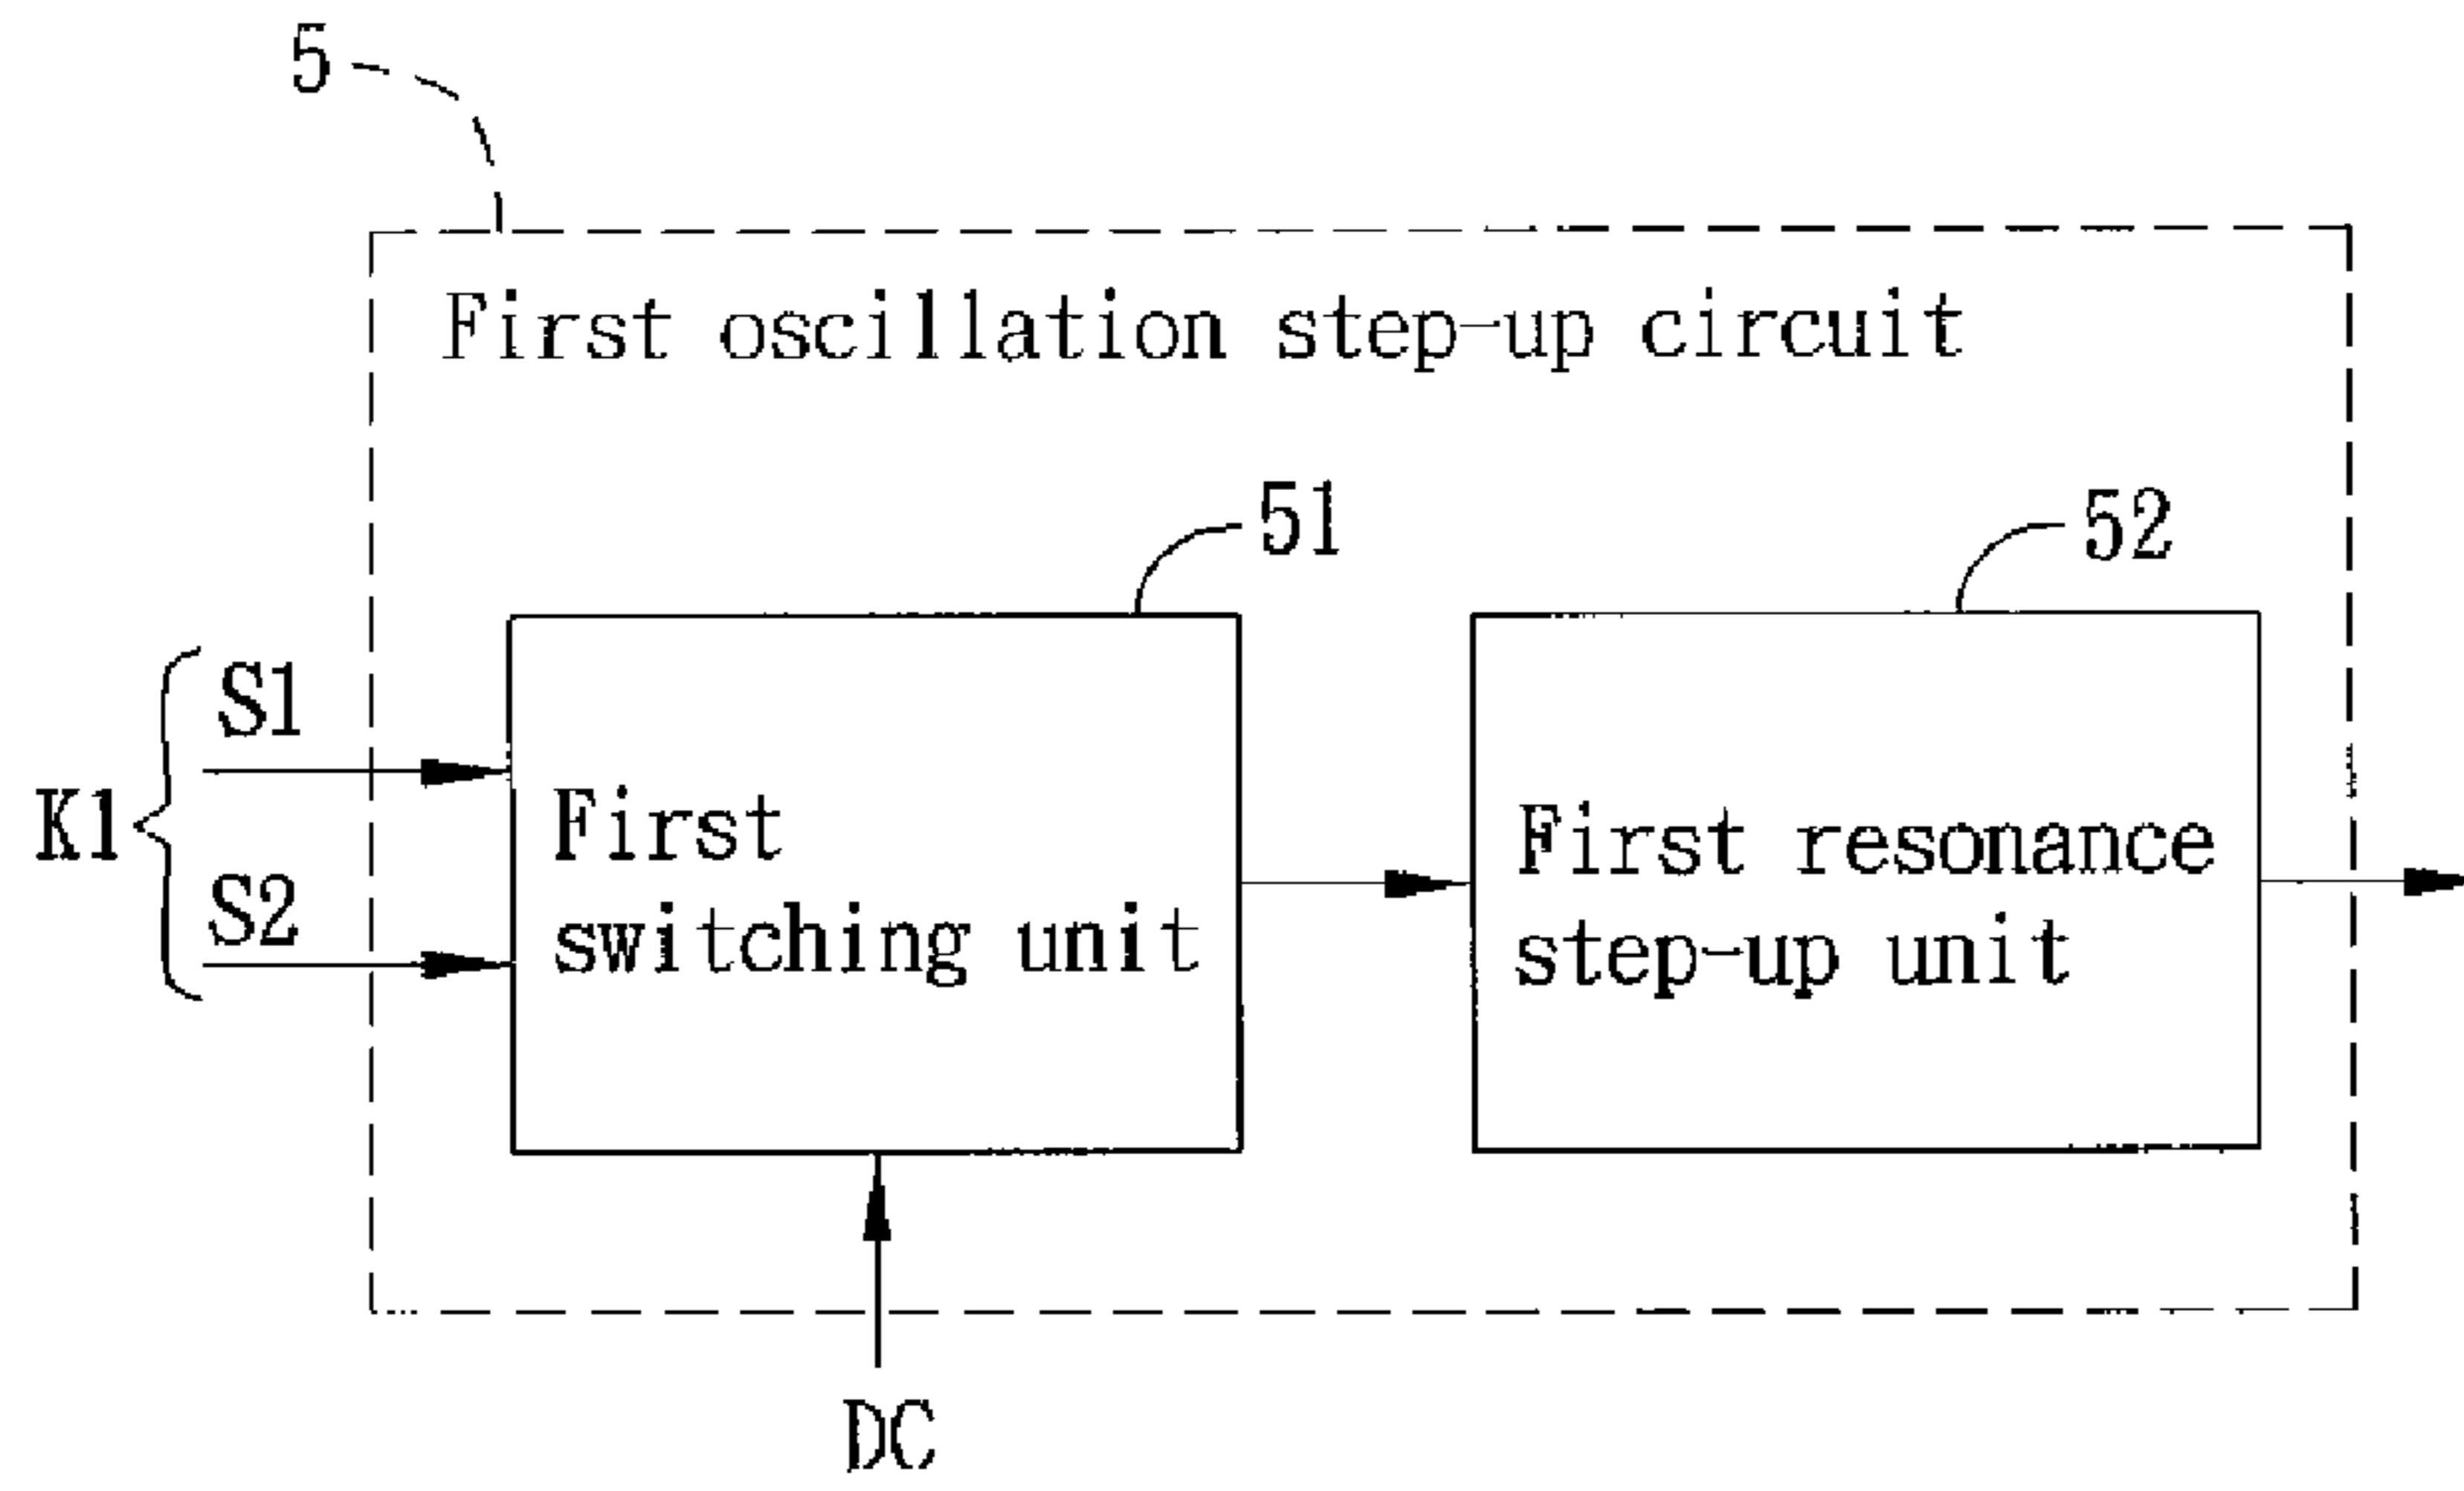 5
First oscillation step-up circuit
51
52
S1
K1
S2
First
switching unit
First resonance
step-up unit
DC